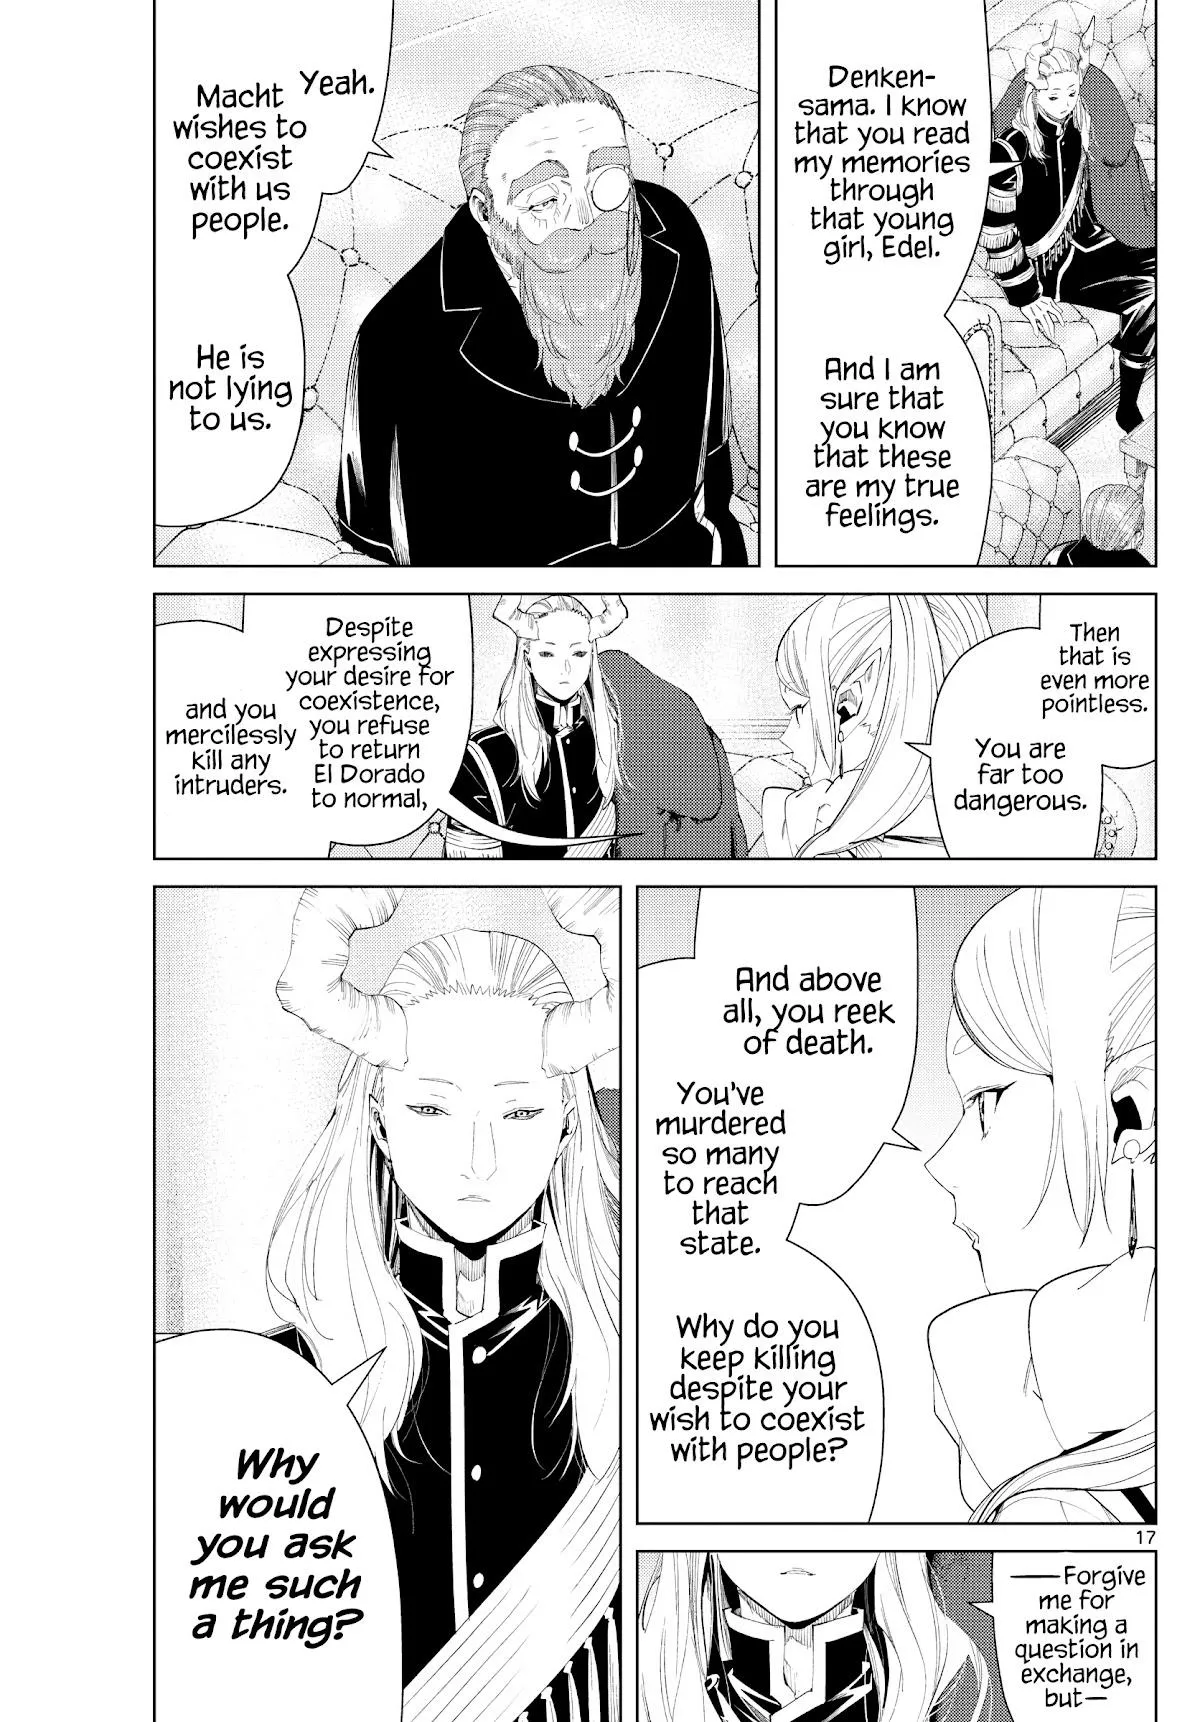 Denken-
sama. I know
that you read
my memories
through
that young
girl, Edel.
And I am
sure that
you know
that these
are my true
feelings.
Yeah.
Macht
wishes to
coexist
with us
people.
He is
not lying
to us.
Then
that is
even more
pointless.
You are
far too
dangerous.
Despite
expressing
your desire for
coexistence,
you refuse
to return
El Dorado
to normal,
and you
mercilessly
kill any
intruders.
And above
all, you reek
of death.
You've
murdered
so many
to reach
that
state.
Why do you
keep killing
despite your
wish to coexist
with people?
17
—Forgive
me for
making a
question in
exchange,
but—
Why
would
you ask
me such
a thing?